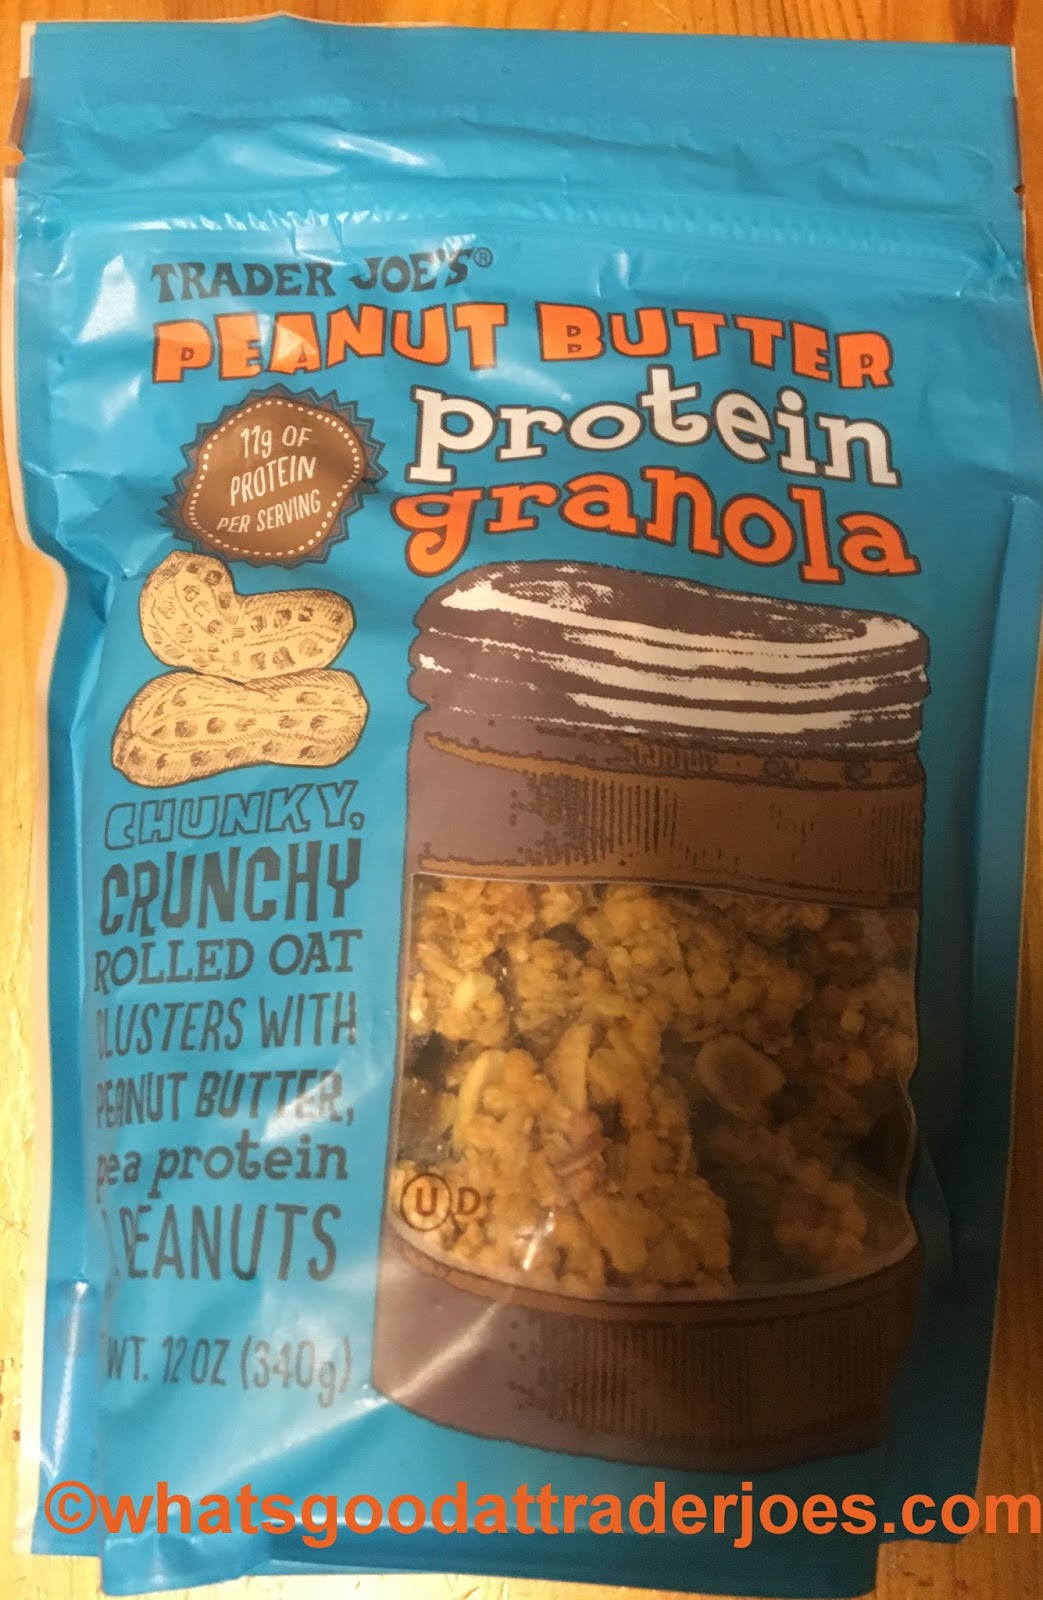 TRADER JOE'S®
PEANUT BUTTER
protein
granola
11g OF
PROTEIN
PER SERVING
CHUNKY,
CRUNCHY
ROLLED OAT
CLUSTERS WITH
PEANUT BUTTER,
pea protein
PEANUTS
WT. 12 OZ (340g)
U D
©whatsgoodattraderjoes.com